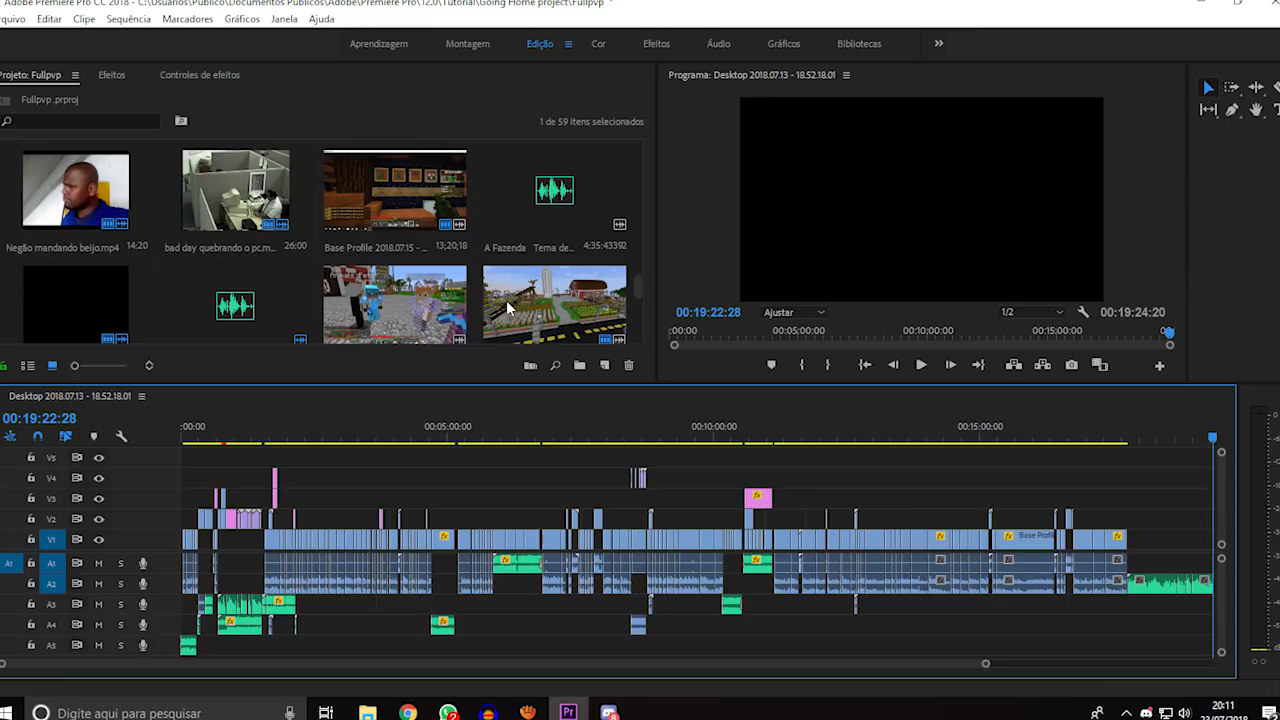 Adobe Premiere Pro CC 2018 - C:\Usuários\Público\Documentos Públicos\Adobe\Premiere Pro\12.0\Tutorial\Going Home project\Fullpvp *
rquivo Editar Clipe Sequência Marcadores Gráficos Janela Ajuda
Aprendizagem Montagem Edição Cor Efeitos Áudio Gráficos Bibliotecas
Projeto: Fullpvp Efeitos Controles de efeitos
Programa: Desktop 2018.07.13 - 18.52.18.01
Fullpvp .prproj
1 de 59 itens selecionados
Negão mandando beijo.mp4 14:20
bad day quebrando o pc.m... 26:00
Base Profile 2018.07.15 - ... 13;20;18
A Fazenda Tema de... 4:35:43392
00:19:22:28 Ajustar 1/2 00:19:24:20
:00:00 00:05:00:00 00:10:00:00 00:15:00:00
Desktop 2018.07.13 - 18.52.18.01
00:19:22:28
:00:00 00:05:00:00 00:10:00:00 00:15:00:00
V4
V3
V2
V1 Base Profil
A1 A1 M S
A2 M S
A3 M S
A4 M S
A5 M S
Digite aqui para pesquisar
20:11
23/07/2018